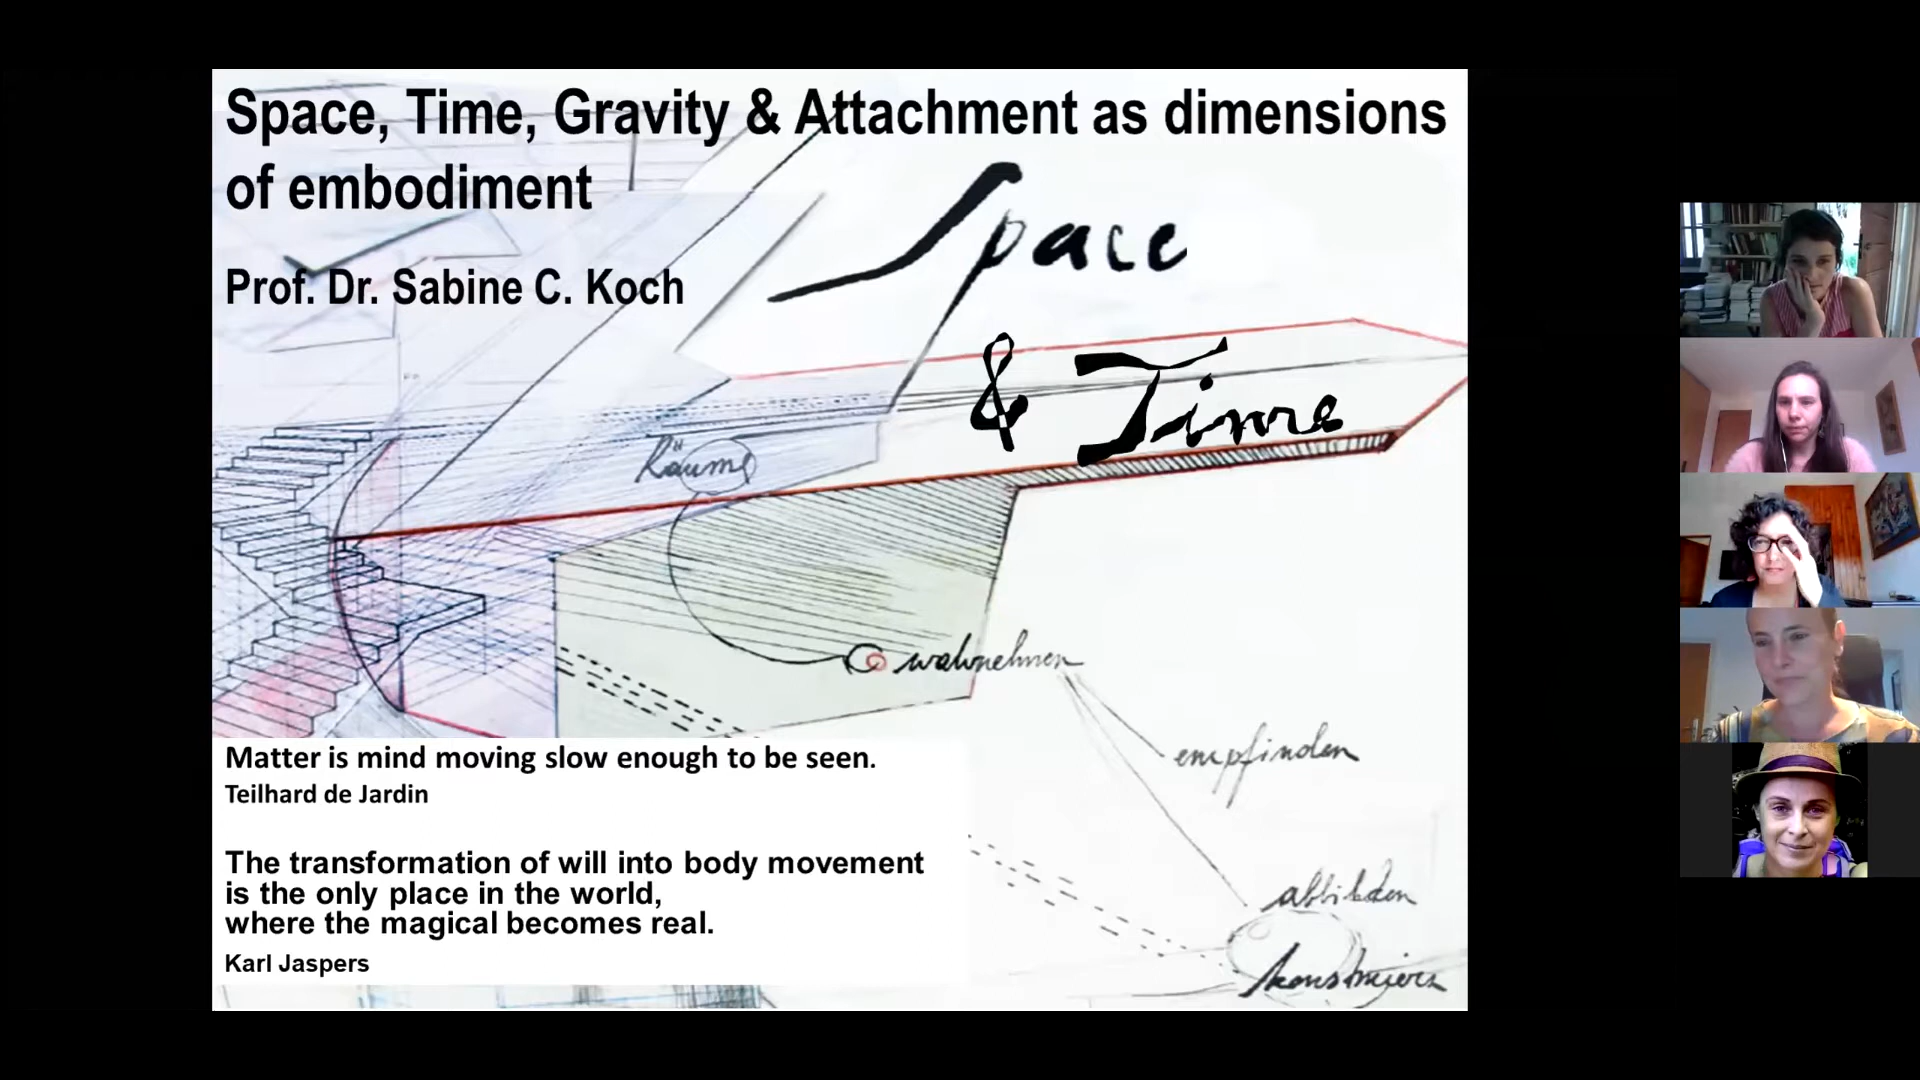 Space, Time, Gravity & Attachment as dimensions
of embodiment
Prof. Dr. Sabine C. Koch
Space
& Time
Räume
wahrnehmen
empfinden
abbilden
konstruieren
Matter is mind moving slow enough to be seen.
Teilhard de Jardin
The transformation of will into body movement
is the only place in the world,
where the magical becomes real.
Karl Jaspers